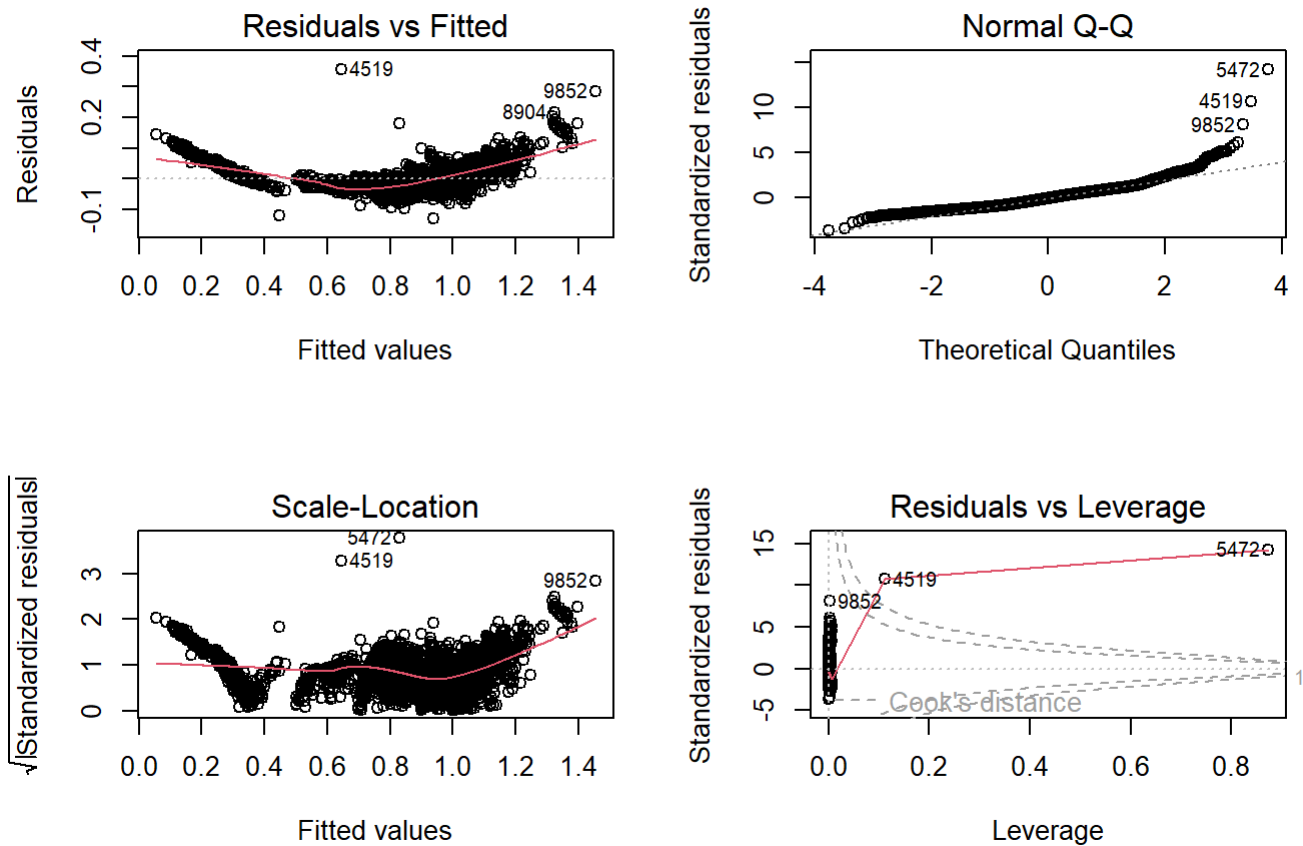 Residuals vs Fitted
Residuals
0.4
0.2
-0.1
4519
9852
8904
0.0 0.2 0.4 0.6 0.8 1.0 1.2 1.4
Fitted values
Normal Q-Q
Standardized residuals
10
5
0
5472
4519
9852
-4 -2 0 2 4
Theoretical Quantiles
Scale-Location
√|Standardized residuals|
3
2
1
0
5472
4519
9852
0.0 0.2 0.4 0.6 0.8 1.0 1.2 1.4
Fitted values
Residuals vs Leverage
Standardized residuals
15
5
0
-5
5472
4519
9852
1
Cook's distance
0.0 0.2 0.4 0.6 0.8
Leverage